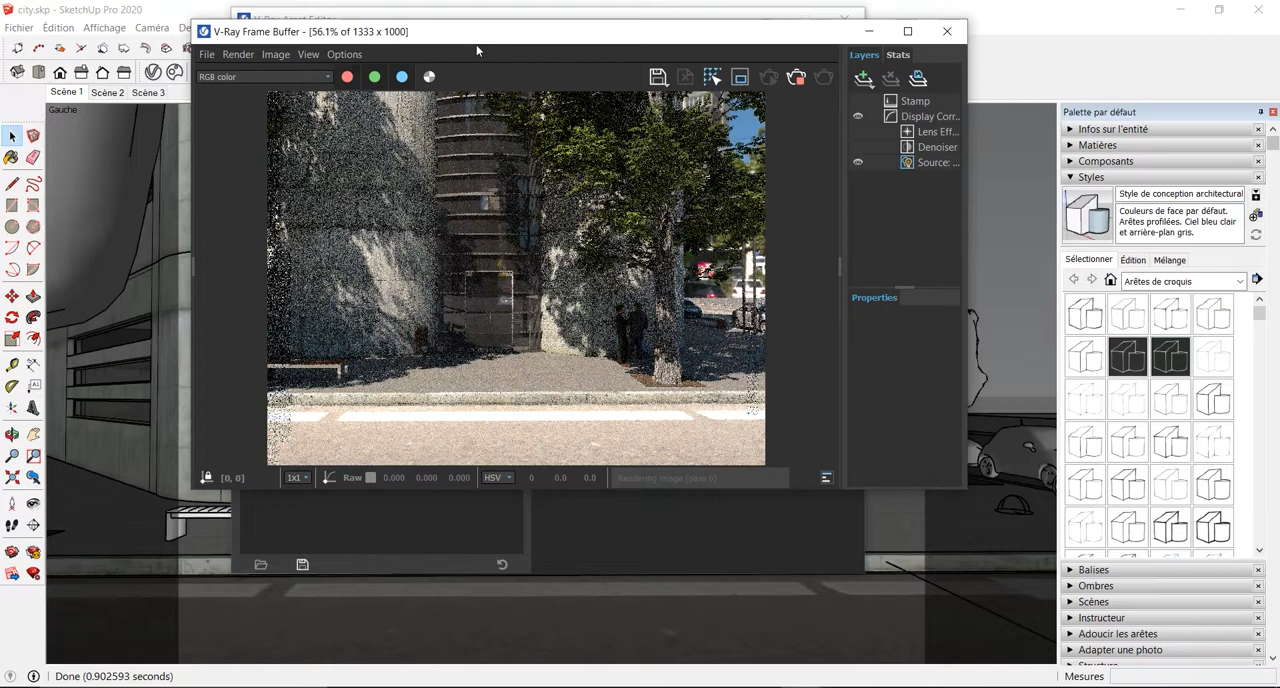 city.skp - SketchUp Pro 2020
Fichier Édition Affichage Caméra
V-Ray Frame Buffer - [56.1% of 1333 x 1000]
File Render Image View Options
RGB color
Layers Stats
Stamp
Display Corr...
Lens Eff...
Denoiser
Source: ...
Properties
Scène 1 Scène 2 Scène 3
Gauche
[0, 0] 1x1 Raw 0.000 0.000 0.000 HSV 0 0.0 0.0 Rendering image (pass 0)
Palette par défaut
Infos sur l'entité
Matières
Composants
Styles
Style de conception architectural
Couleurs de face par défaut.
Arêtes profilées. Ciel bleu clair
et arrière-plan gris.
Sélectionner Édition Mélange
Arêtes de croquis
Balises
Ombres
Scènes
Instructeur
Adoucir les arêtes
Adapter une photo
Done (0.902593 seconds)
Mesures